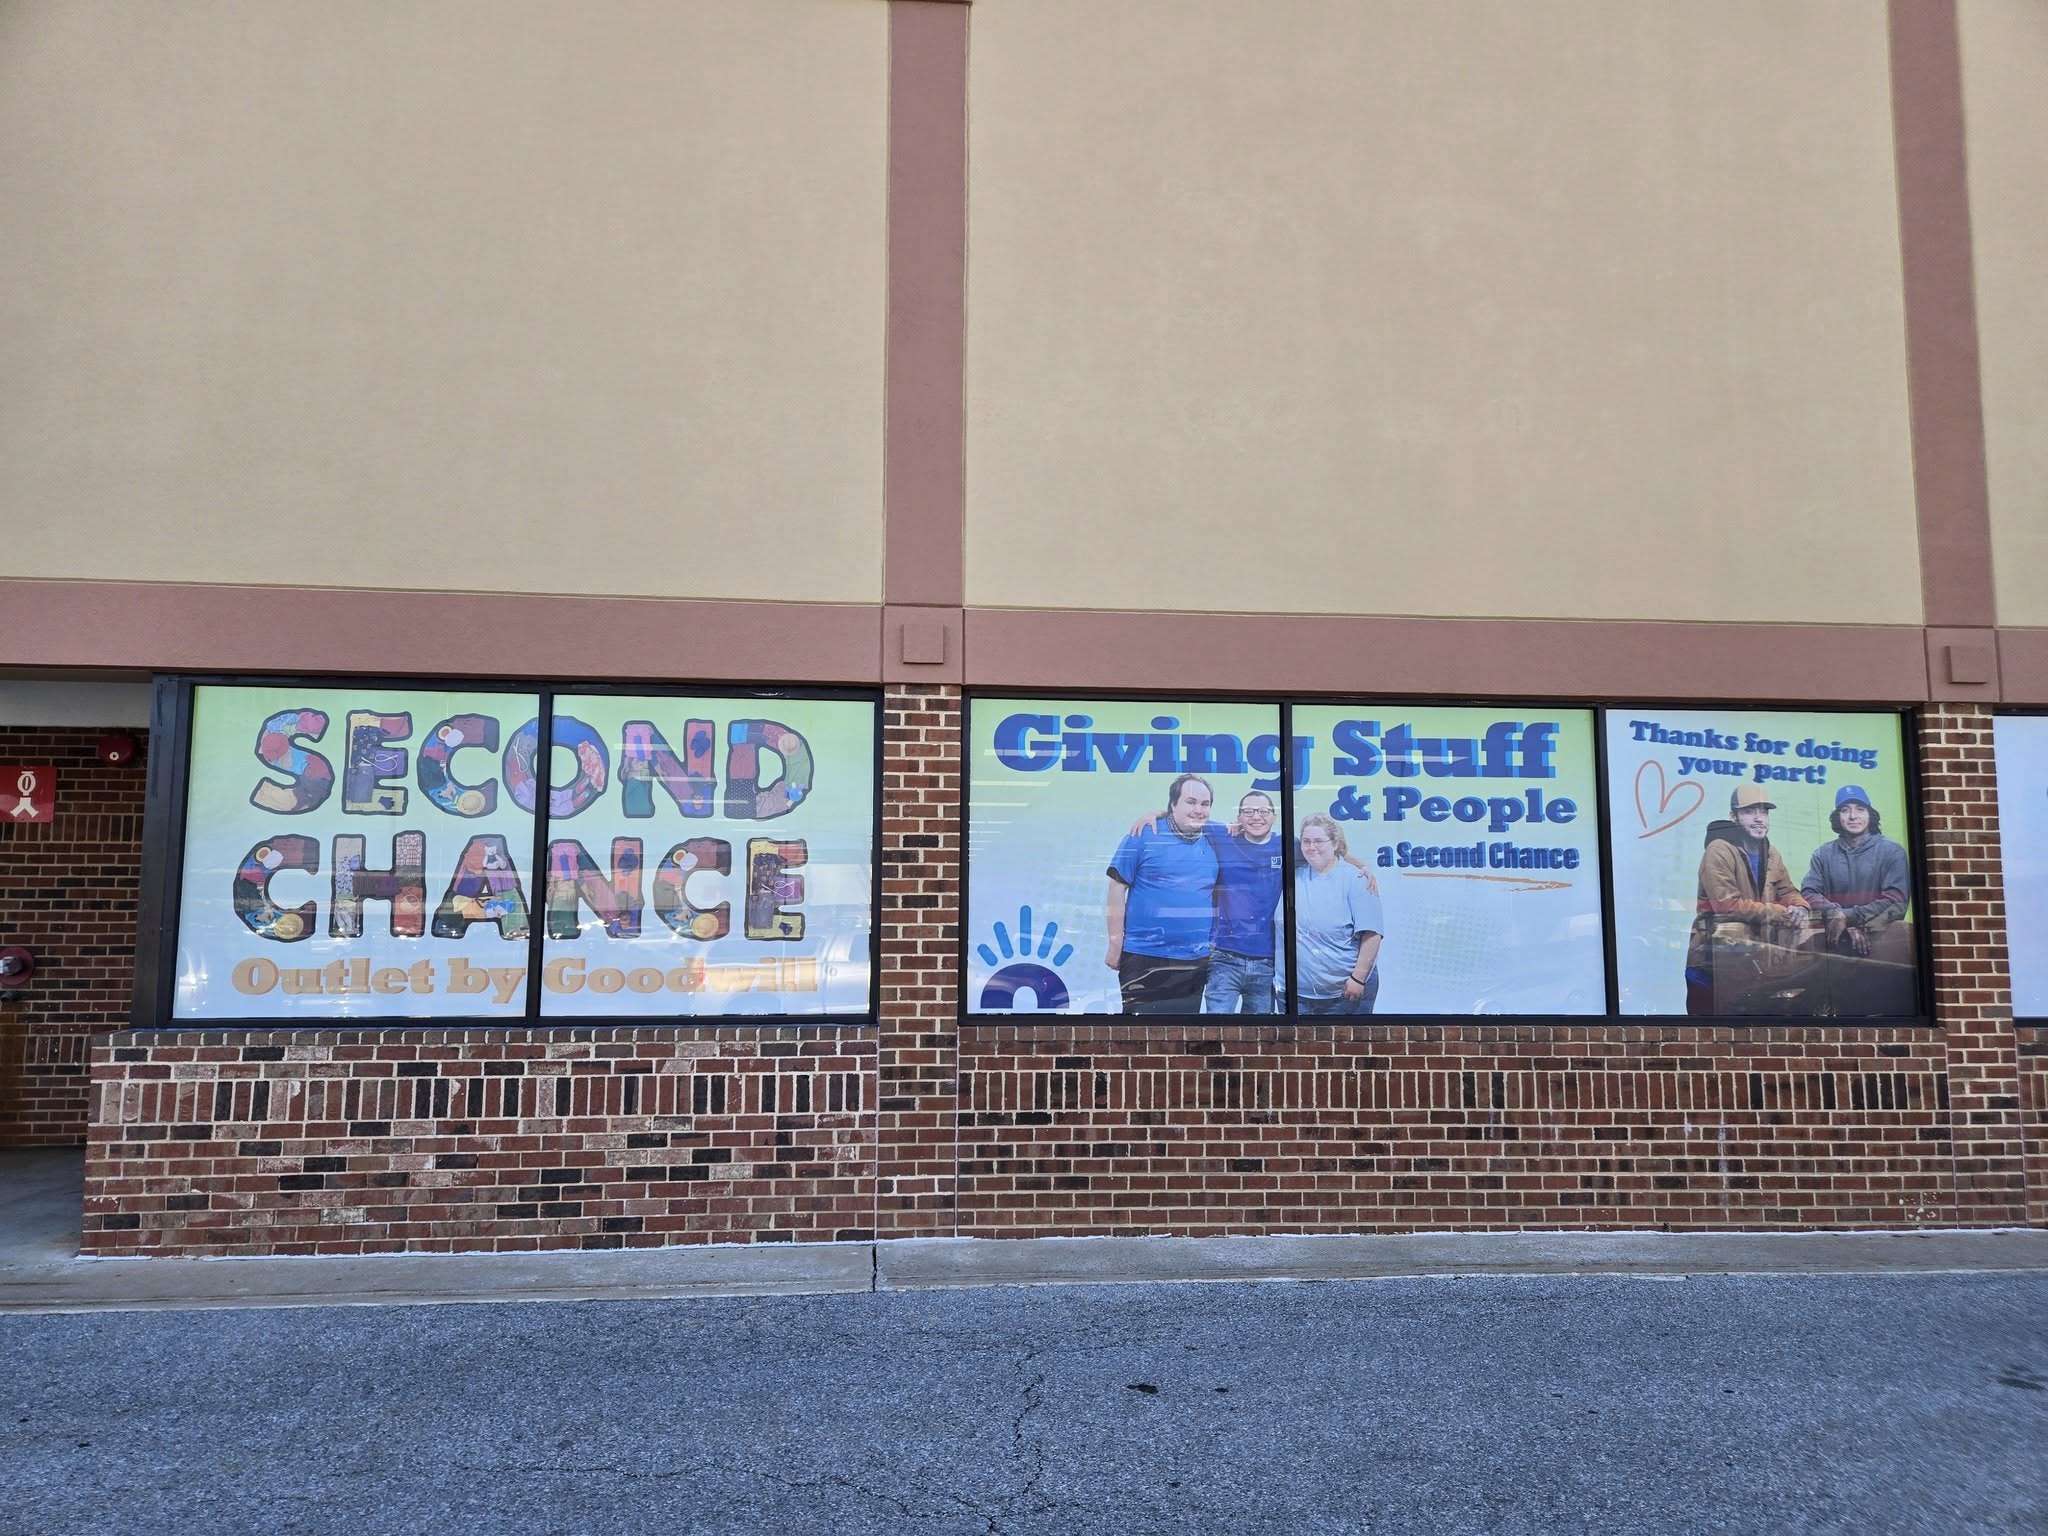 SECOND
CHANCE
Outlet by Goodwill
Giving Stuff
& People
a Second Chance
Thanks for doing
your part!